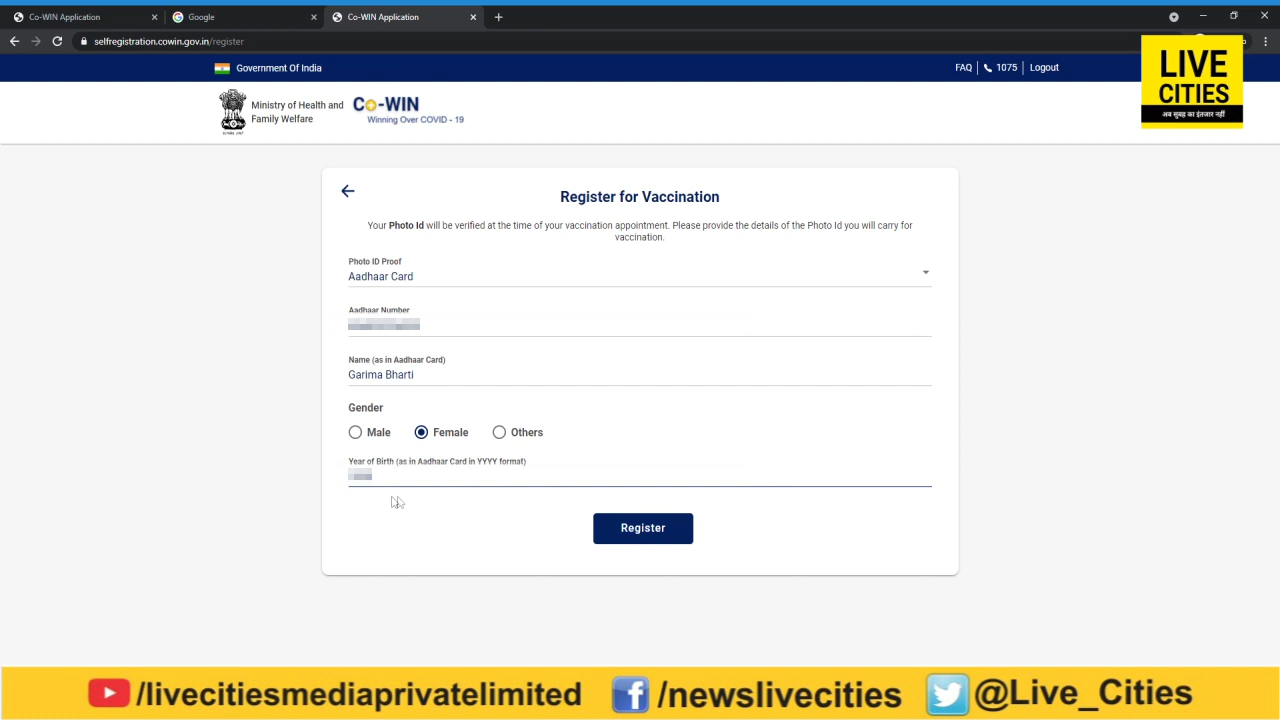 Co-WIN Application
Google
Co-WIN Application
selfregistration.cowin.gov.in/register
Government Of India
FAQ
1075
Logout
LIVE
CITIES
अब सुबह का इंतजार नहीं
Ministry of Health and
Family Welfare
Co-WIN
Winning Over COVID - 19
Register for Vaccination
Your Photo Id will be verified at the time of your vaccination appointment. Please provide the details of the Photo Id you will carry for
vaccination.
Photo ID Proof
Aadhaar Card
Aadhaar Number
Name (as in Aadhaar Card)
Garima Bharti
Gender
Male
Female
Others
Year of Birth (as in Aadhaar Card in YYYY format)
Register
/livecitiesmediaprivatelimited
/newslivecities
@Live_Cities